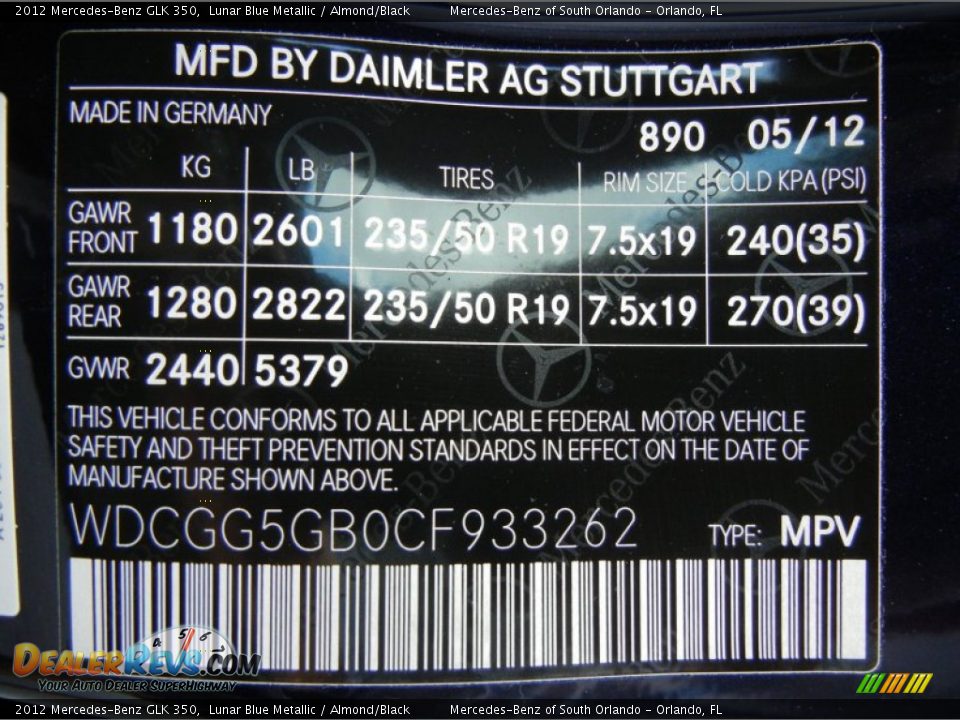 2012 Mercedes-Benz GLK 350, Lunar Blue Metallic / Almond/Black Mercedes-Benz of South Orlando - Orlando, FL
MFD BY DAIMLER AG STUTTGART
MADE IN GERMANY
890 05/12
KG LB TIRES RIM SIZE COLD KPA (PSI)
GAWR FRONT 1180 2601 235/50 R19 7.5x19 240(35)
GAWR REAR 1280 2822 235/50 R19 7.5x19 270(39)
GVWR 2440 5379
THIS VEHICLE CONFORMS TO ALL APPLICABLE FEDERAL MOTOR VEHICLE
SAFETY AND THEFT PREVENTION STANDARDS IN EFFECT ON THE DATE OF
MANUFACTURE SHOWN ABOVE.
WDCGG5GB0CF933262 TYPE: MPV
DEALERREVS.COM
YOUR AUTO DEALER SUPERHIGHWAY
2012 Mercedes-Benz GLK 350, Lunar Blue Metallic / Almond/Black Mercedes-Benz of South Orlando - Orlando, FL